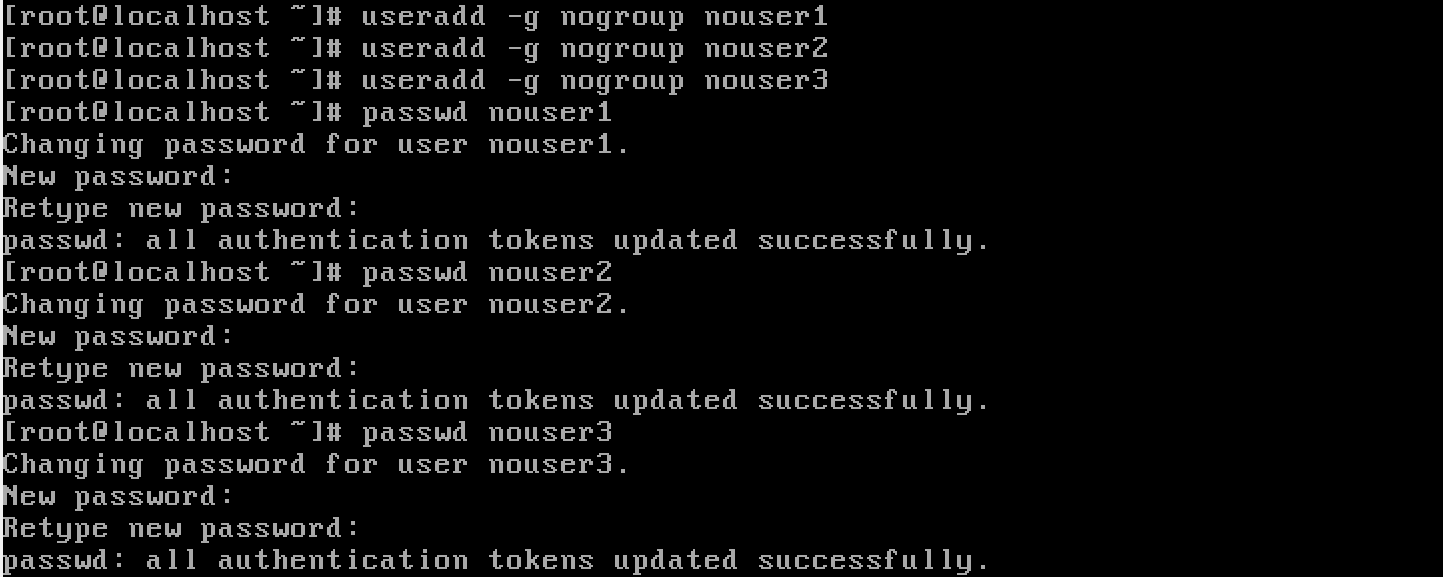 [root@localhost ~]# useradd -g nogroup nouser1
[root@localhost ~]# useradd -g nogroup nouser2
[root@localhost ~]# useradd -g nogroup nouser3
[root@localhost ~]# passwd nouser1
Changing password for user nouser1.
New password:
Retype new password:
passwd: all authentication tokens updated successfully.
[root@localhost ~]# passwd nouser2
Changing password for user nouser2.
New password:
Retype new password:
passwd: all authentication tokens updated successfully.
[root@localhost ~]# passwd nouser3
Changing password for user nouser3.
New password:
Retype new password:
passwd: all authentication tokens updated successfully.